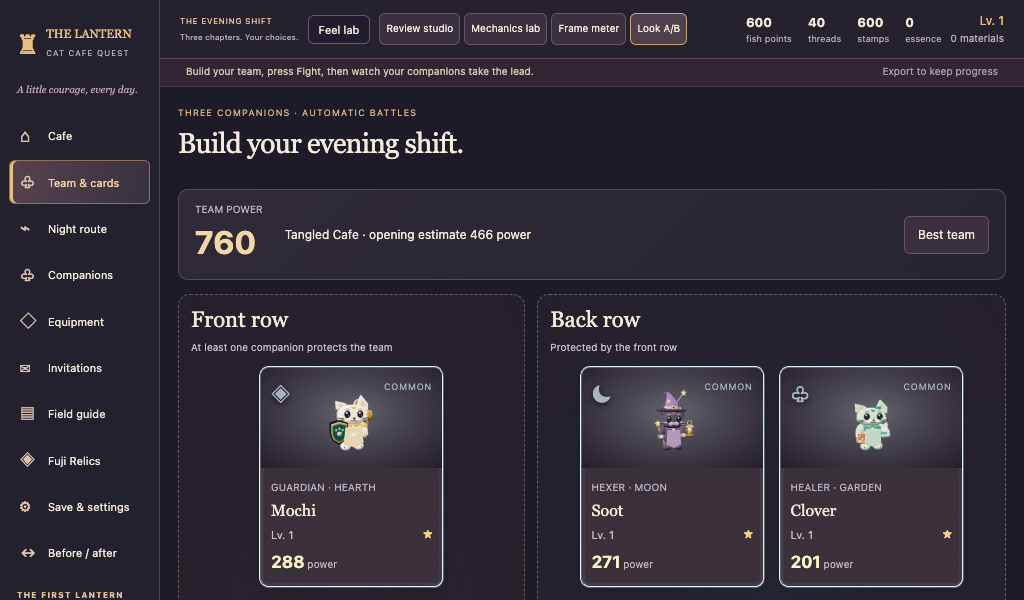 THE LANTERN
CAT CAFE QUEST
A little courage, every day.
Cafe
Team & cards
Night route
Companions
Equipment
Invitations
Field guide
Fuji Relics
Save & settings
Before / after
THE FIRST LANTERN
THE EVENING SHIFT
Three chapters. Your choices.
Feel lab
Review studio
Mechanics lab
Frame meter
Look A/B
600
fish points
40
threads
600
stamps
0
essence
Lv. 1
0 materials
Build your team, press Fight, then watch your companions take the lead.
Export to keep progress
THREE COMPANIONS · AUTOMATIC BATTLES
Build your evening shift.
TEAM POWER
760
Tangled Cafe · opening estimate 466 power
Best team
Front row
At least one companion protects the team
COMMON
GUARDIAN · HEARTH
Mochi
Lv. 1
288 power
Back row
Protected by the front row
COMMON
HEXER · MOON
Soot
Lv. 1
271 power
COMMON
HEALER · GARDEN
Clover
Lv. 1
201 power